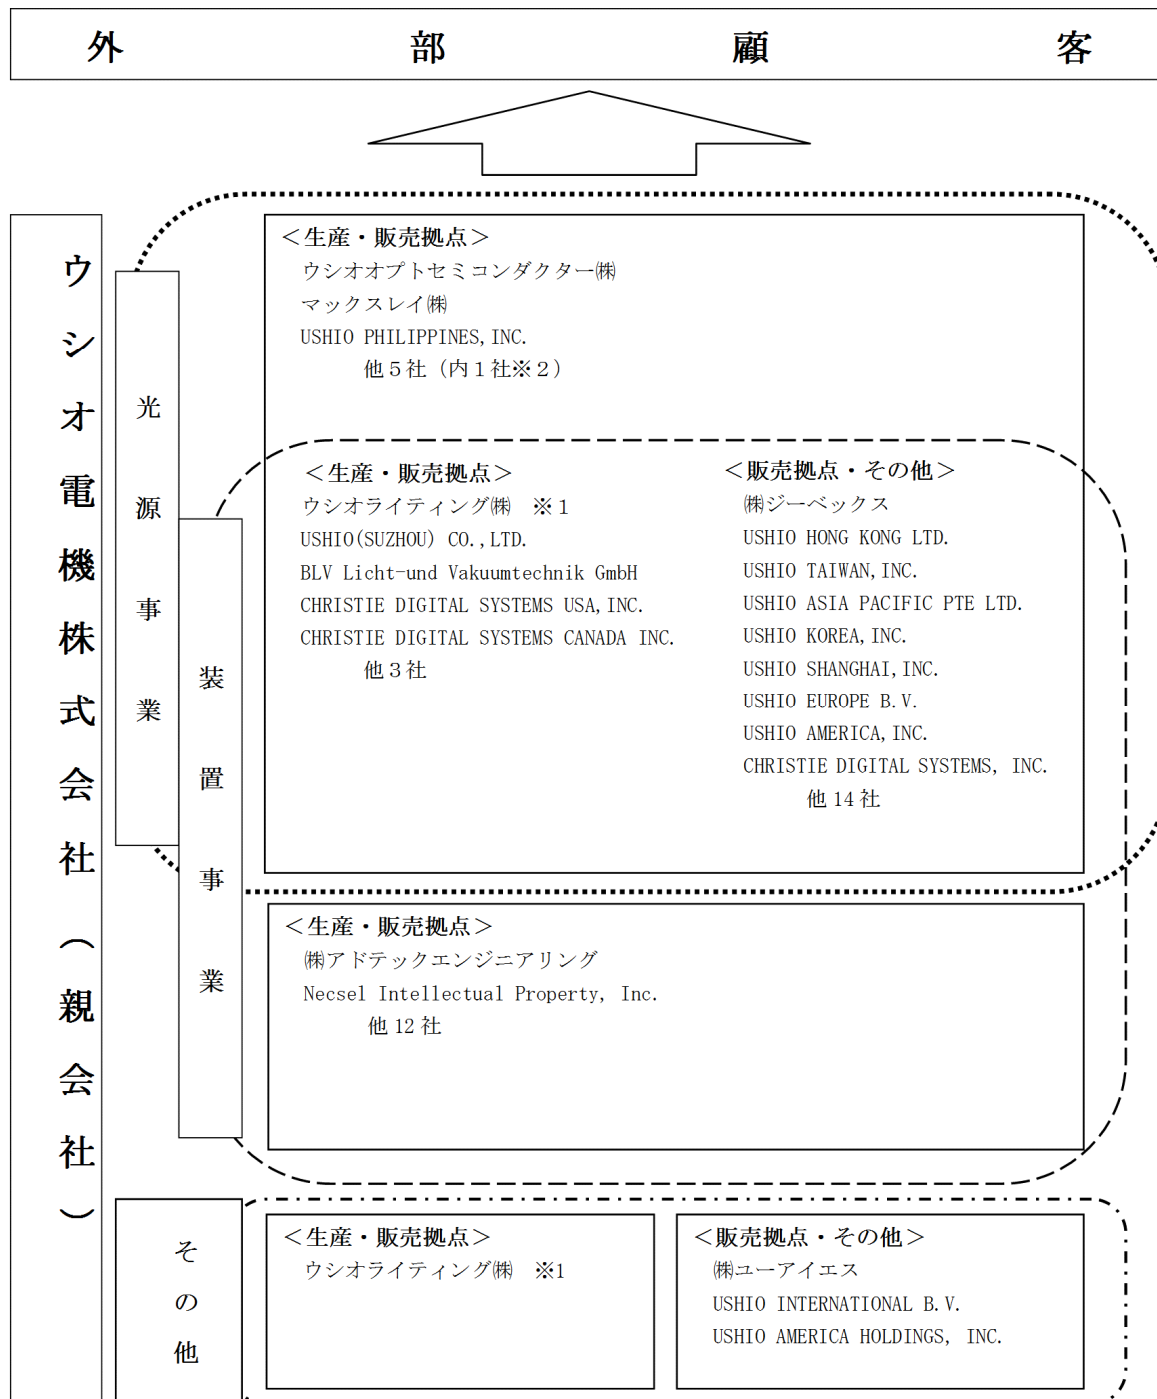 外部顧客
ウシオ電機株式会社（親会社）
光源事業
＜生産・販売拠点＞
ウシオオプトセミコンダクター㈱
マックスレイ㈱
USHIO PHILIPPINES,INC.
他５社（内１社※２）
装置事業
＜生産・販売拠点＞
ウシオライティング㈱　※１
USHIO(SUZHOU) CO.,LTD.
BLV Licht-und Vakuumtechnik GmbH
CHRISTIE DIGITAL SYSTEMS USA,INC.
CHRISTIE DIGITAL SYSTEMS CANADA INC.
他３社
＜販売拠点・その他＞
㈱ジーベックス
USHIO HONG KONG LTD.
USHIO TAIWAN,INC.
USHIO ASIA PACIFIC PTE LTD.
USHIO KOREA,INC.
USHIO SHANGHAI,INC.
USHIO EUROPE B.V.
USHIO AMERICA,INC.
CHRISTIE DIGITAL SYSTEMS, INC.
他14社
＜生産・販売拠点＞
㈱アドテックエンジニアリング
Necsel Intellectual Property, Inc.
他12社
その他
＜生産・販売拠点＞
ウシオライティング㈱　※1
＜販売拠点・その他＞
㈱ユーアイエス
USHIO INTERNATIONAL B.V.
USHIO AMERICA HOLDINGS, INC.